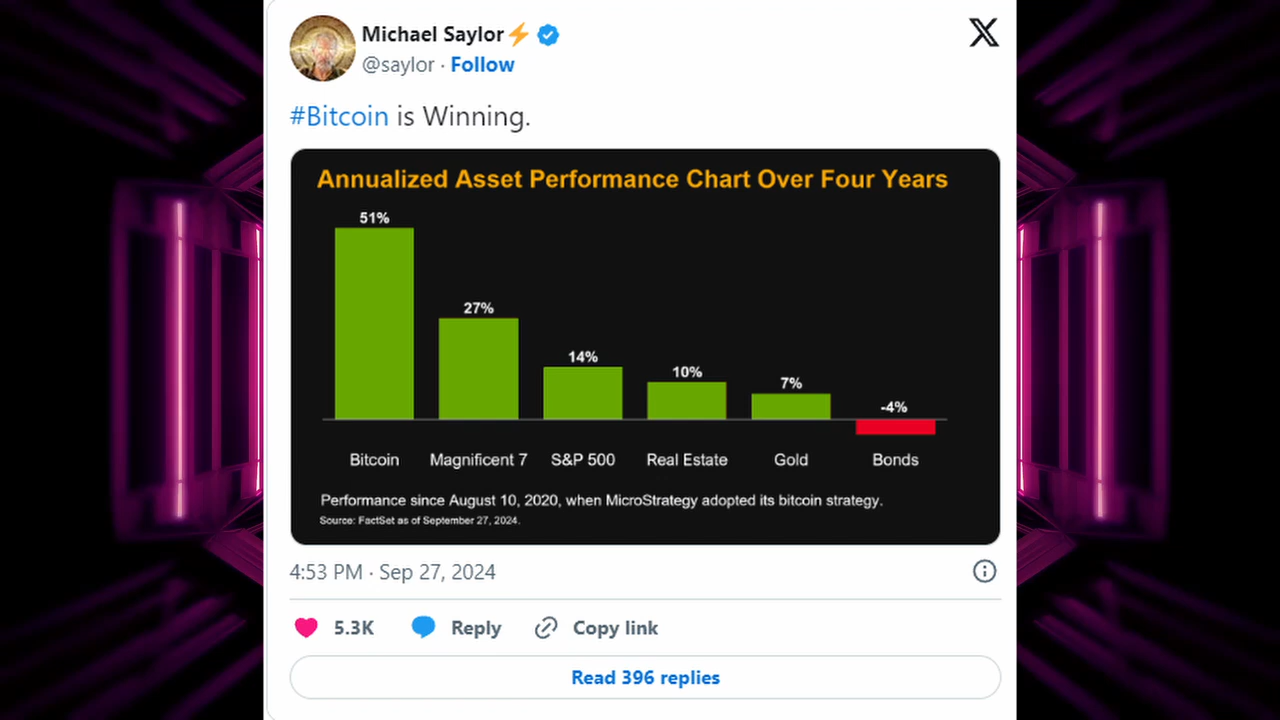 Michael Saylor⚡
@saylor · Follow
#Bitcoin is Winning.
Annualized Asset Performance Chart Over Four Years
51%
27%
14%
10%
7%
-4%
Bitcoin Magnificent 7 S&P 500 Real Estate Gold Bonds
Performance since August 10, 2020, when MicroStrategy adopted its bitcoin strategy.
Source: FactSet as of September 27, 2024.
4:53 PM · Sep 27, 2024
5.3K Reply Copy link
Read 396 replies